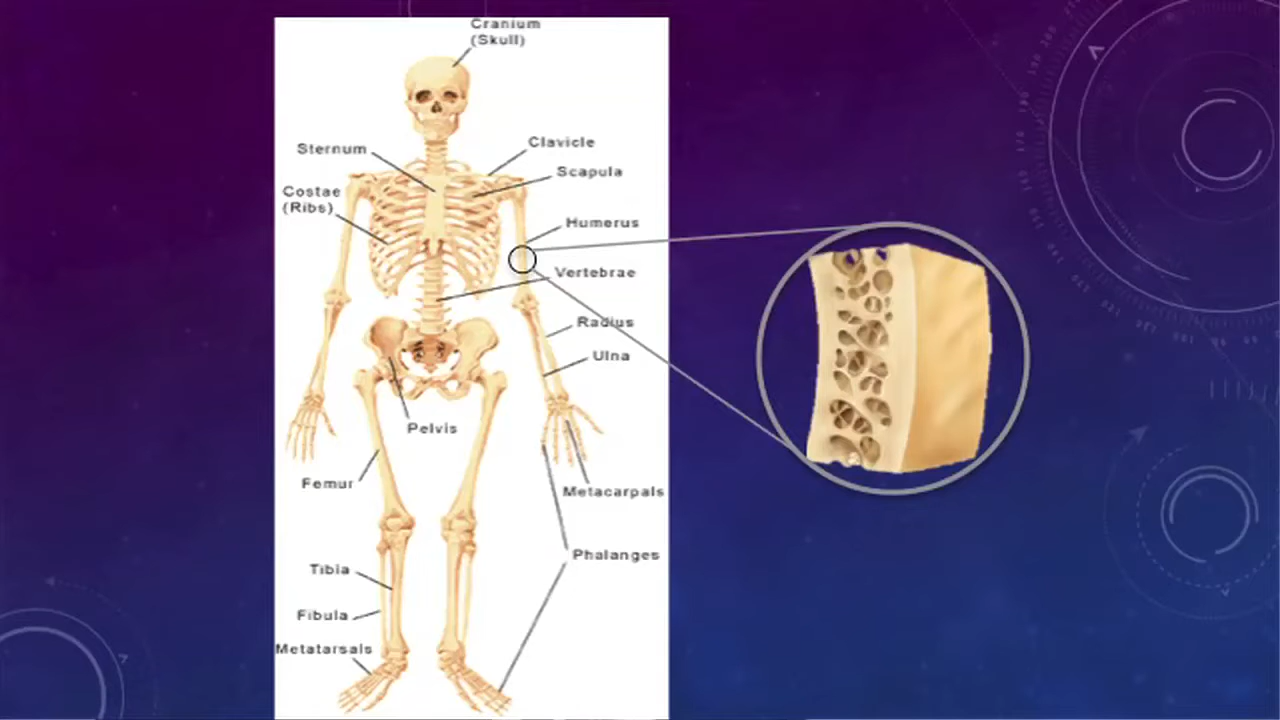 Cranium
(Skull)
Sternum
Clavicle
Scapula
Costae
(Ribs)
Humerus
Vertebrae
Radius
Ulna
Pelvis
Femur
Metacarpals
Phalanges
Tibia
Fibula
Metatarsals